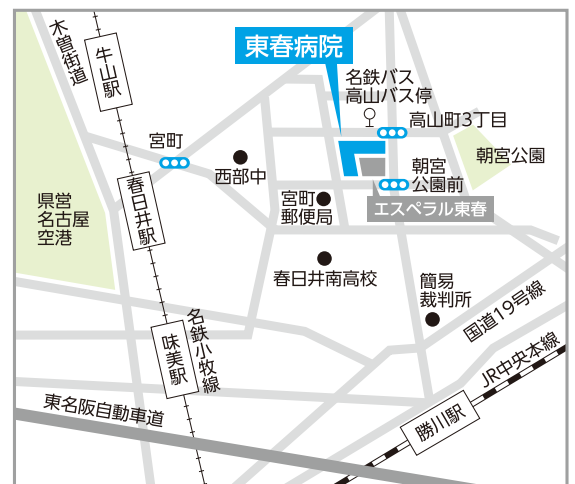 木曽街道
牛山駅
東春病院
名鉄バス
高山バス停
高山町3丁目
宮町
朝宮公園
西部中
朝宮
公園前
春日井駅
県営
名古屋
空港
宮町
郵便局
エスペラル東春
春日井南高校
簡易
裁判所
国道19号線
名鉄小牧線
味美駅
JR中央本線
東名阪自動車道
勝川駅